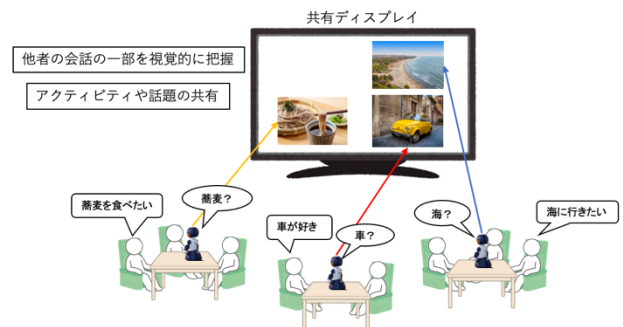 共有ディスプレイ
他者の会話の一部を視覚的に把握
アクティビティや話題の共有
蕎麦を食べたい
蕎麦？
車が好き
車？
海？
海に行きたい